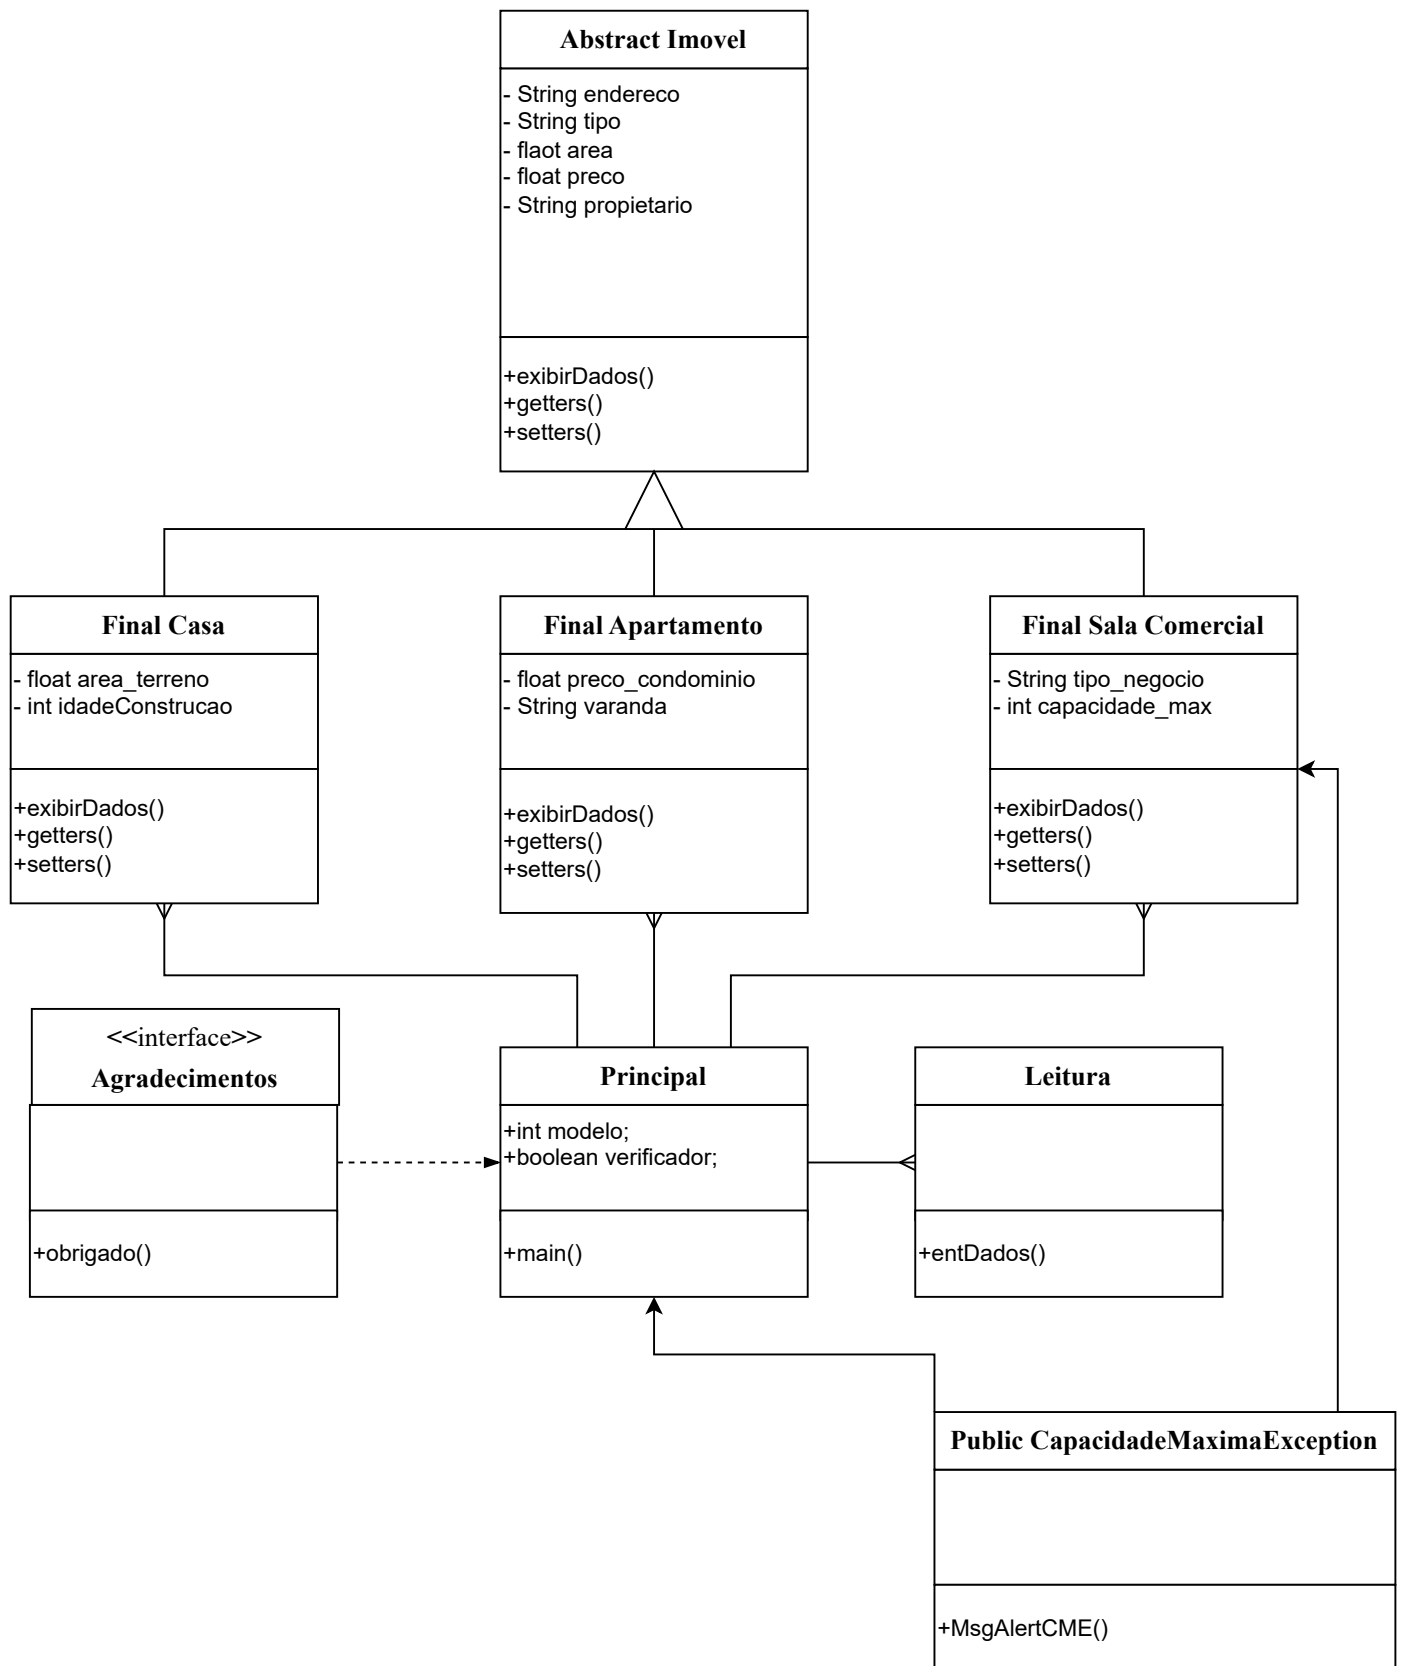 Abstract Imovel
- String endereco
- String tipo
- flaot area
- float preco
- String propietario
+exibirDados()
+getters()
+setters()
Final Casa
- float area_terreno
- int idadeConstrucao
+exibirDados()
+getters()
+setters()
Final Apartamento
- float preco_condominio
- String varanda
+exibirDados()
+getters()
+setters()
Final Sala Comercial
- String tipo_negocio
- int capacidade_max
+exibirDados()
+getters()
+setters()
<<interface>>
Agradecimentos
+obrigado()
Principal
+int modelo;
+boolean verificador;
+main()
Leitura
+entDados()
Public CapacidadeMaximaException
+MsgAlertCME()